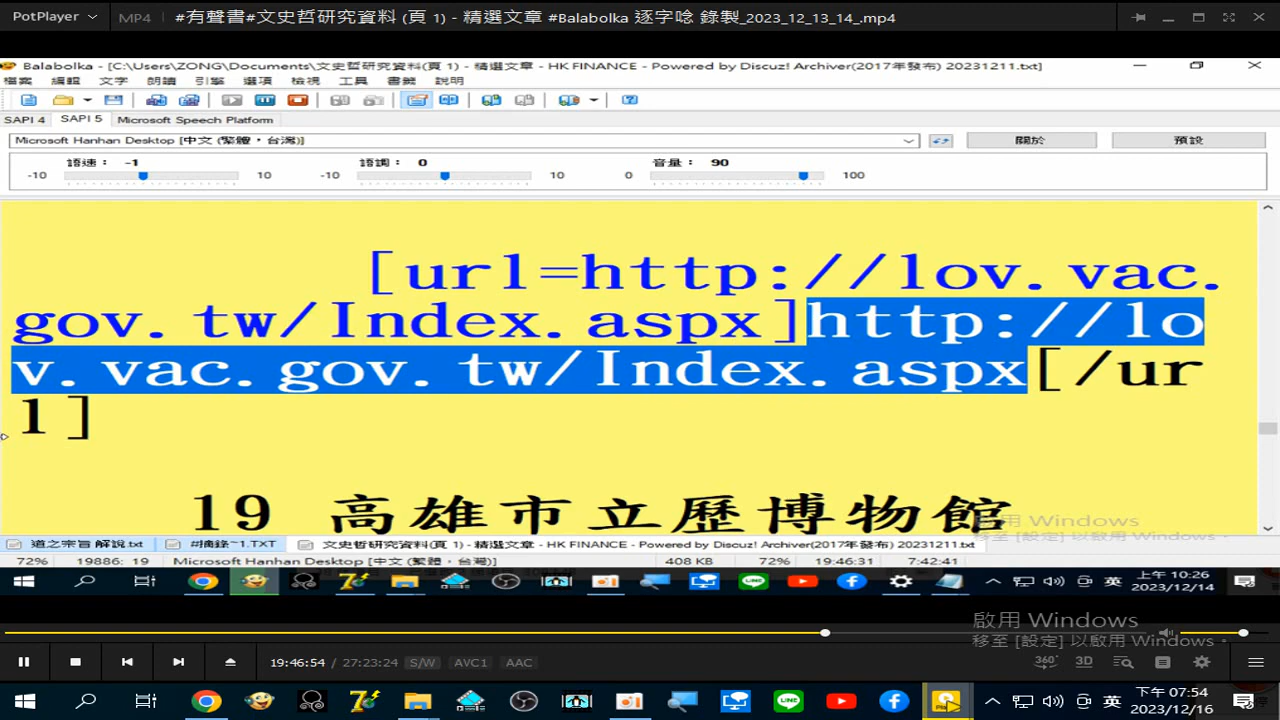 PotPlayer MP4 #有聲書#文史哲研究資料 (頁 1) - 精選文章 #Balabolka 逐字唸 錄製_2023_12_13_14_.mp4
Balabolka - [C:\Users\ZONG\Documents\文史哲研究資料(頁 1) - 精選文章 - HK FINANCE - Powered by Discuz! Archiver(2017年發布) 20231211.txt]
檔案 編輯 文字 朗讀 引擎 選項 檢視 工具 書籤 說明
SAPI 4 SAPI 5 Microsoft Speech Platform
Microsoft Hanhan Desktop [中文 (繁體，台灣)] 關於 預設
語速： -1 語調： 0 音量： 90
-10 10 -10 10 0 100
[url=http://lov.vac.
gov.tw/Index.aspx]http://lo
v.vac.gov.tw/Index.aspx[/ur
l]
19 高雄市立歷博物館
啟用 Windows
移至 [設定] 以啟用 Windows。
道之宗旨 解說.txt #摘錄~1.TXT 文史哲研究資料(頁 1) - 精選文章 - HK FINANCE - Powered by Discuz! Archiver(2017年發布) 20231211.txt
72% 19886: 19 Microsoft Hanhan Desktop [中文 (繁體，台灣)] 408 KB 72% 19:46:31 7:42:41
英 上午 10:26
2023/12/14
啟用 Windows
移至 [設定] 以啟用 Windows。
19:46:54 / 27:23:24 S/W AVC1 AAC 360° 3D
英 下午 07:54
2023/12/16